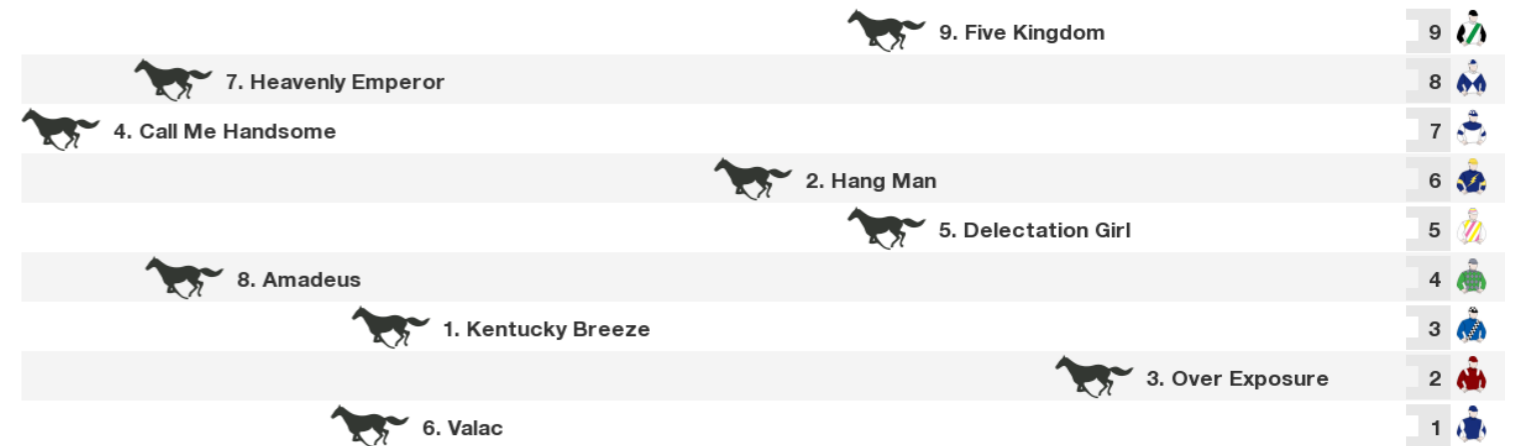 9. Five Kingdom 9
7. Heavenly Emperor 8
4. Call Me Handsome 7
2. Hang Man 6
5. Delectation Girl 5
8. Amadeus 4
1. Kentucky Breeze 3
3. Over Exposure 2
6. Valac 1